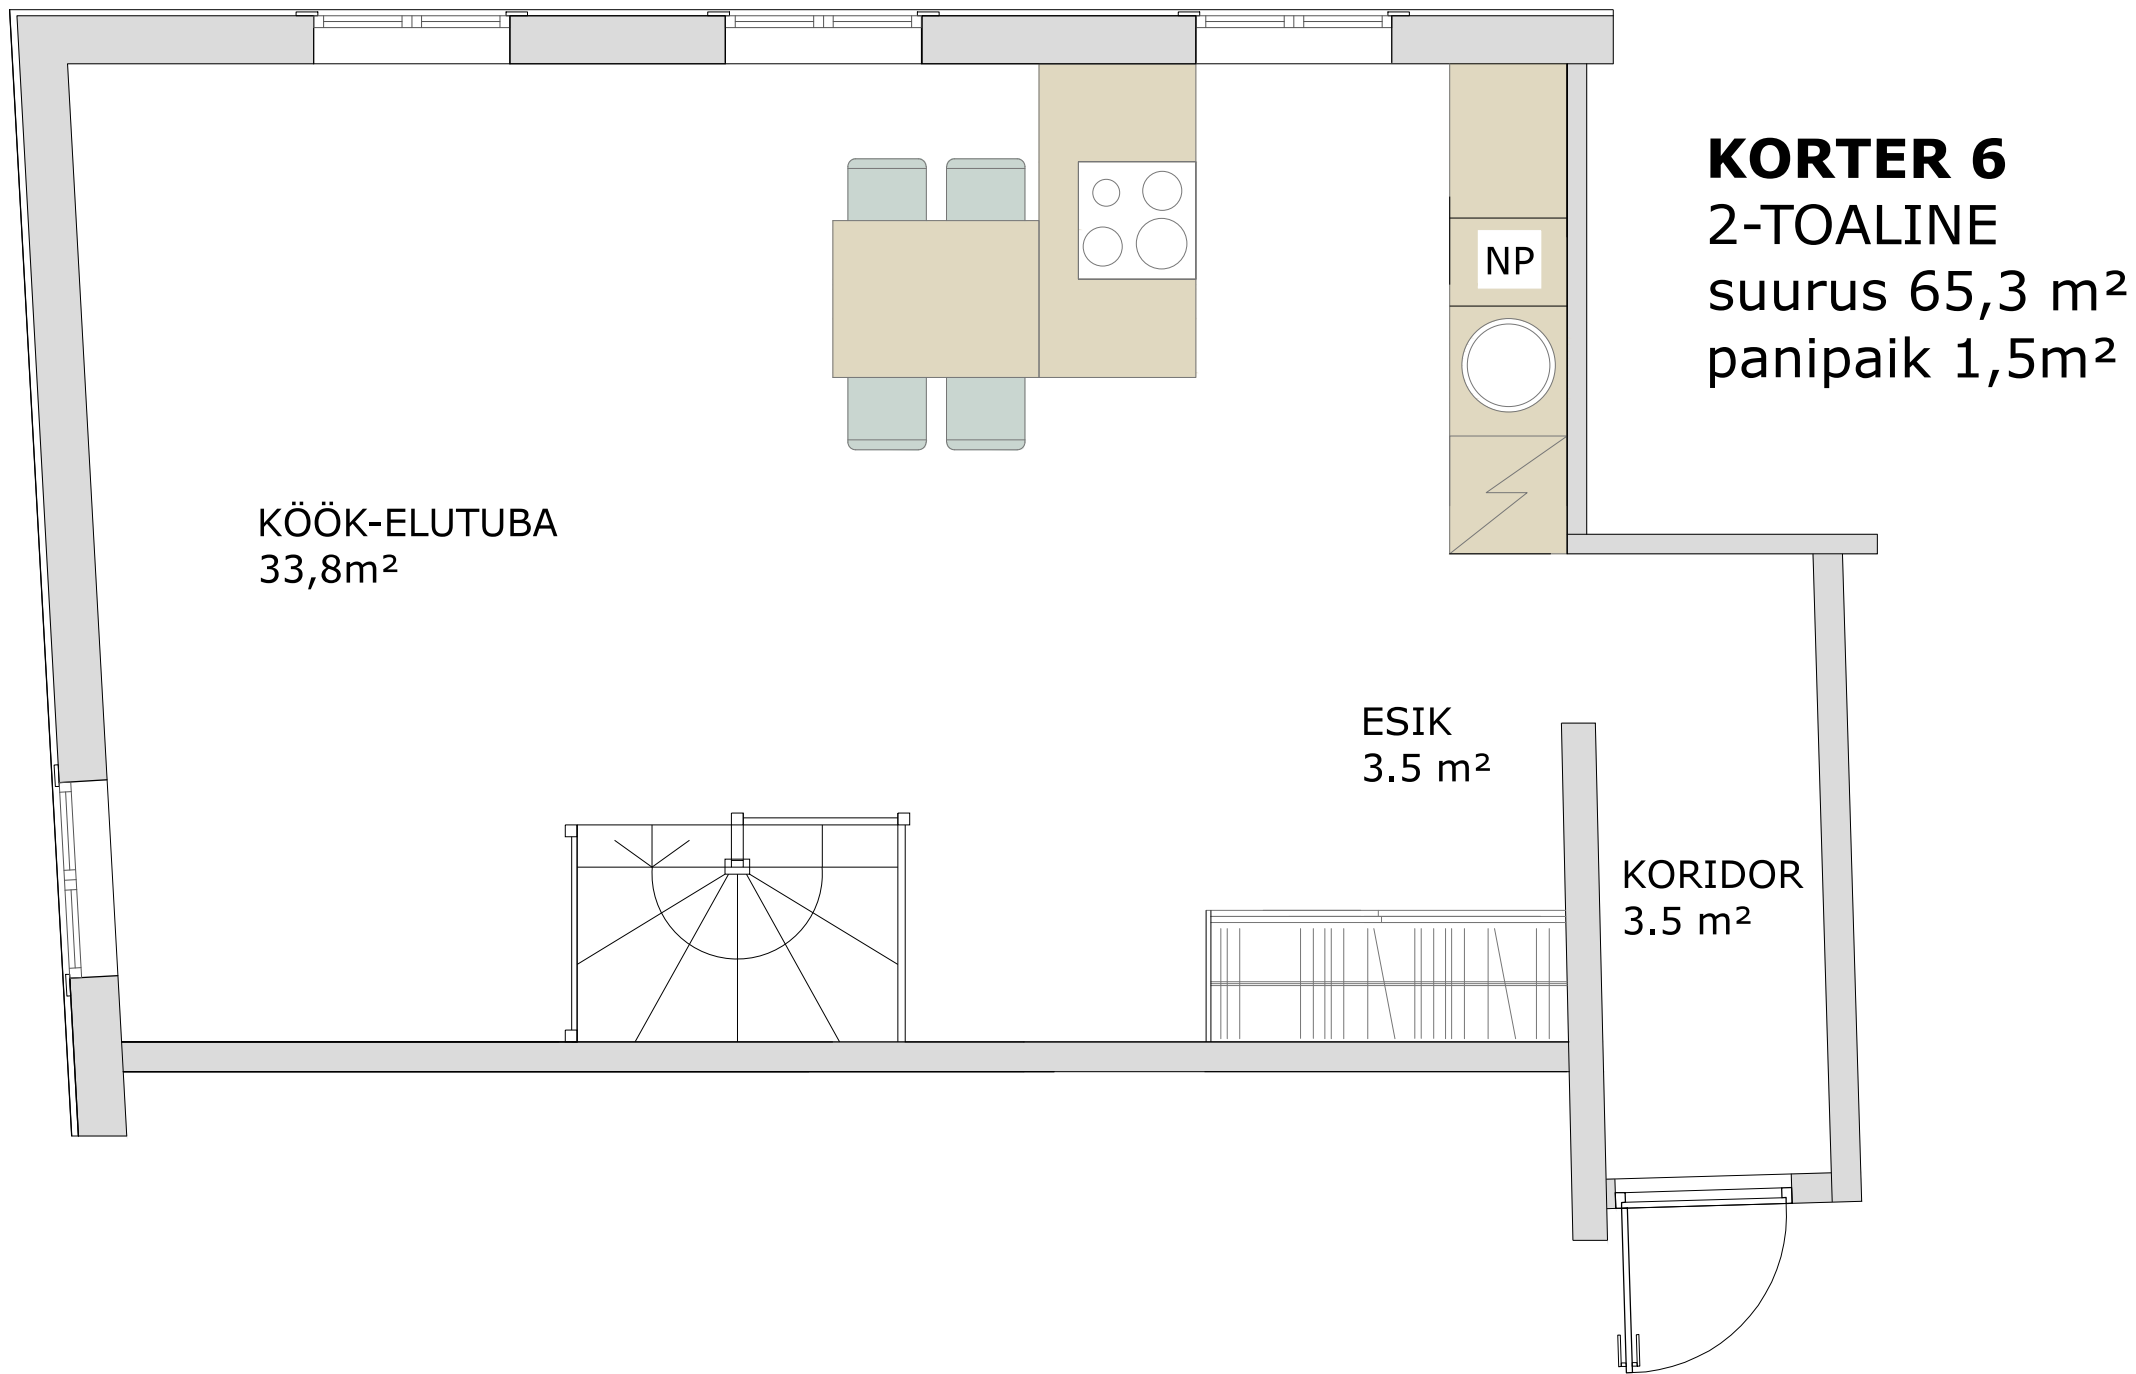 KORTER 6
2-TOALINE
suurus 65,3 m²
panipaik 1,5m²
NP
KÖÖK-ELUTUBA
33,8m²
ESIK
3.5 m²
KORIDOR
3.5 m²